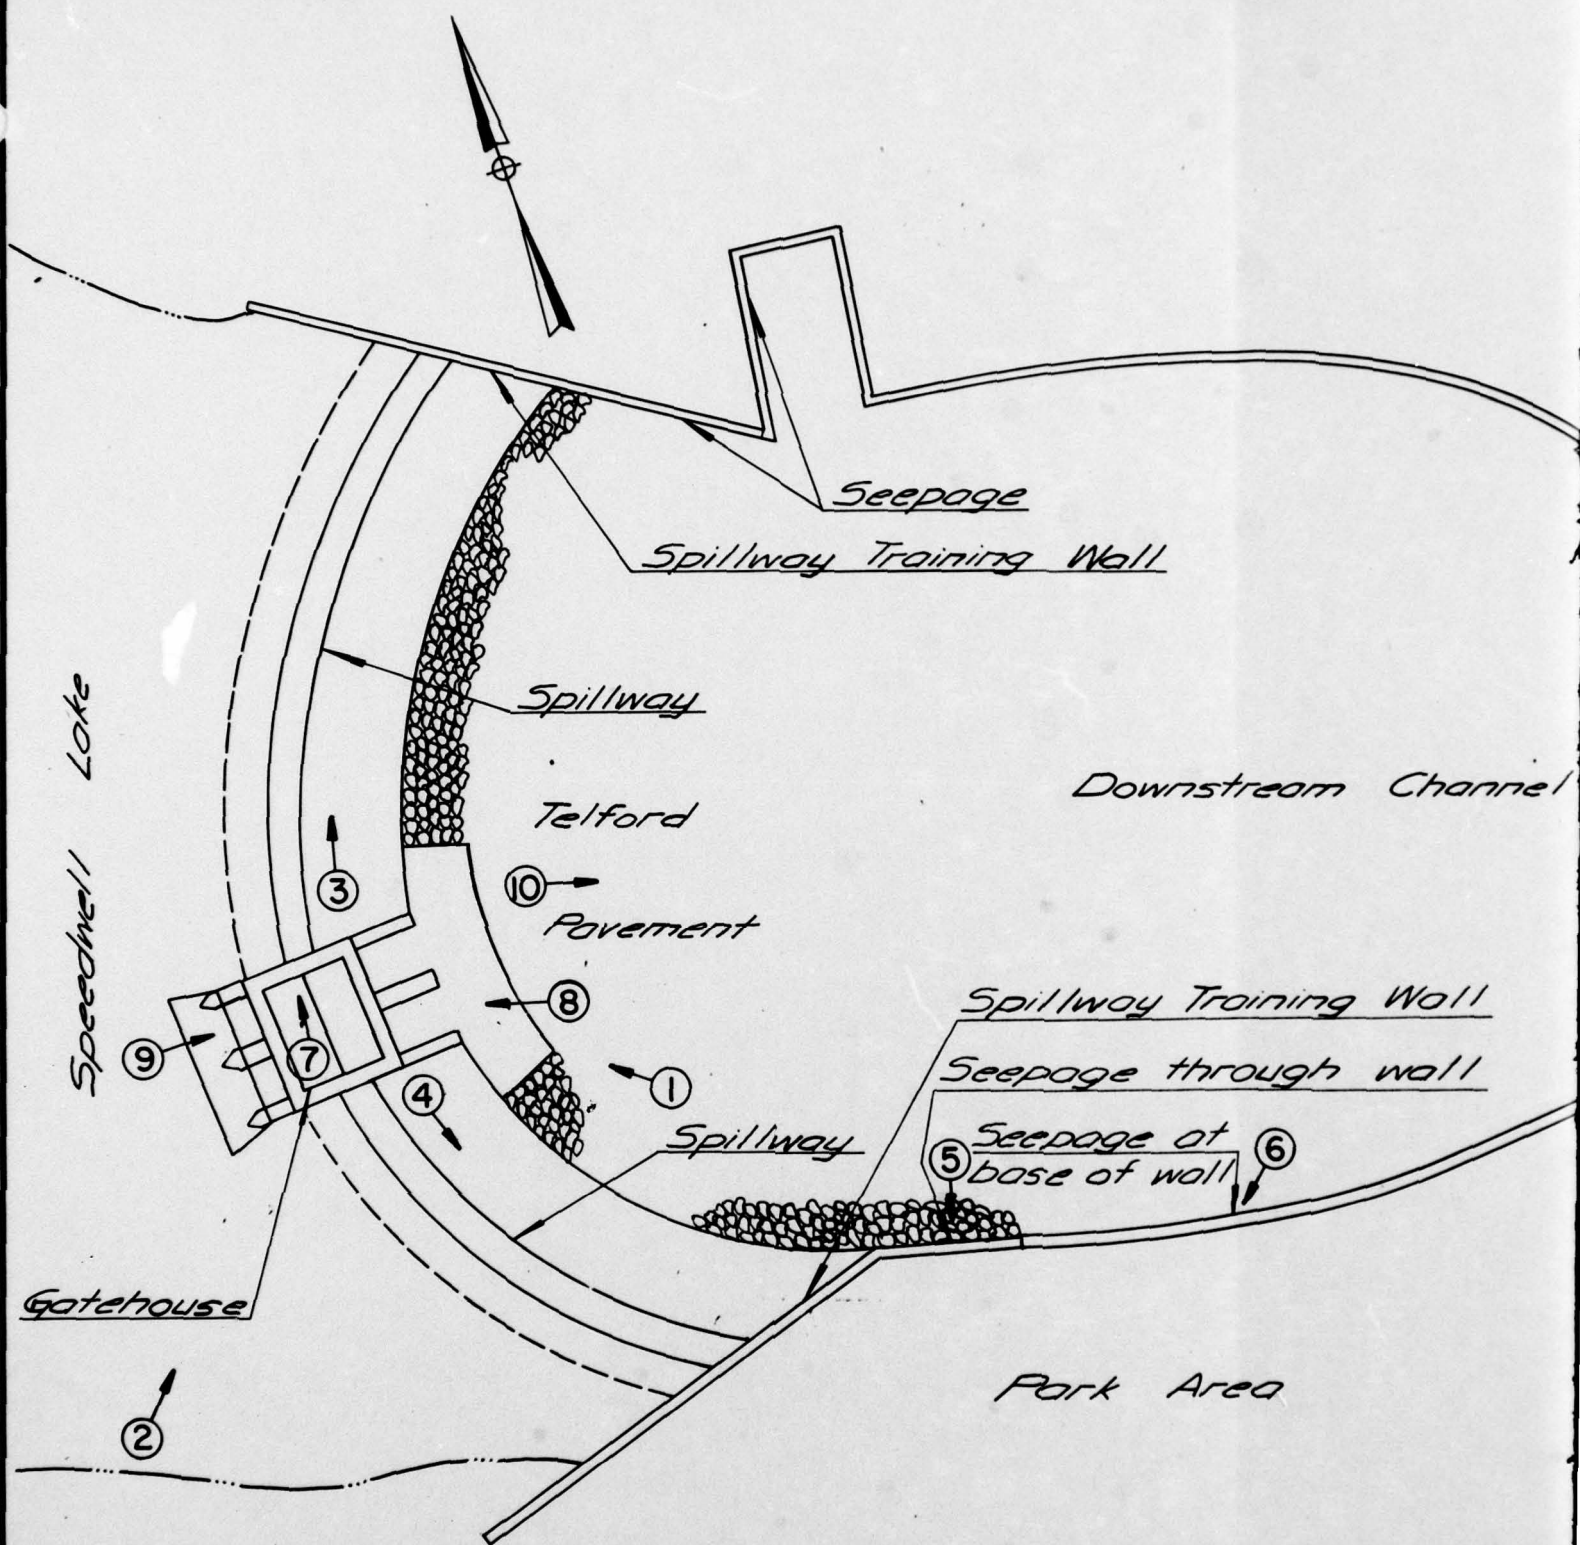 Seepage
Spillway Training Wall
Spillway
Speedwell Lake
Telford
Pavement
Downstream Channel
3
10
8
9
7
4
1
Spillway Training Wall
Seepage through wall
Spillway
Seepage at
base of wall
5
6
Gatehouse
2
Park Area